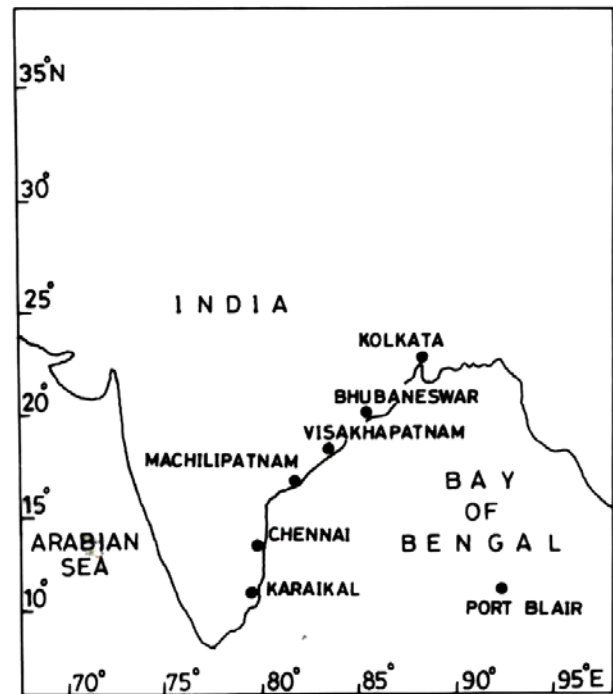 35°N
30°
25°
INDIA
KOLKATA
20°
BHUBANESWAR
VISAKHAPATNAM
MACHILIPATNAM
BAY
OF
BENGAL
15°
CHENNAI
ARABIAN
SEA
10°
KARAIKAL
PORT BLAIR
70° 75° 80° 85° 90° 95°E